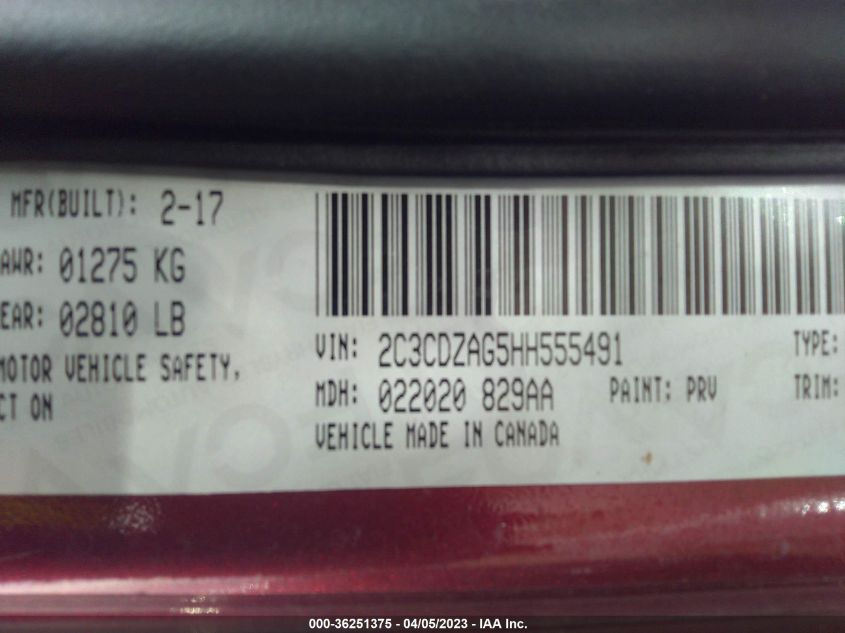 MFR(BUILT): 2-17
AWR: 01275 KG
EAR: 02810 LB
MOTOR VEHICLE SAFETY,
CT ON
VIN: 2C3CDZAG5HH555491
TYPE:
MDH: 022020 829AA
PAINT: PRV
TRIM:
VEHICLE MADE IN CANADA
000-36251375 - 04/05/2023 - IAA Inc.